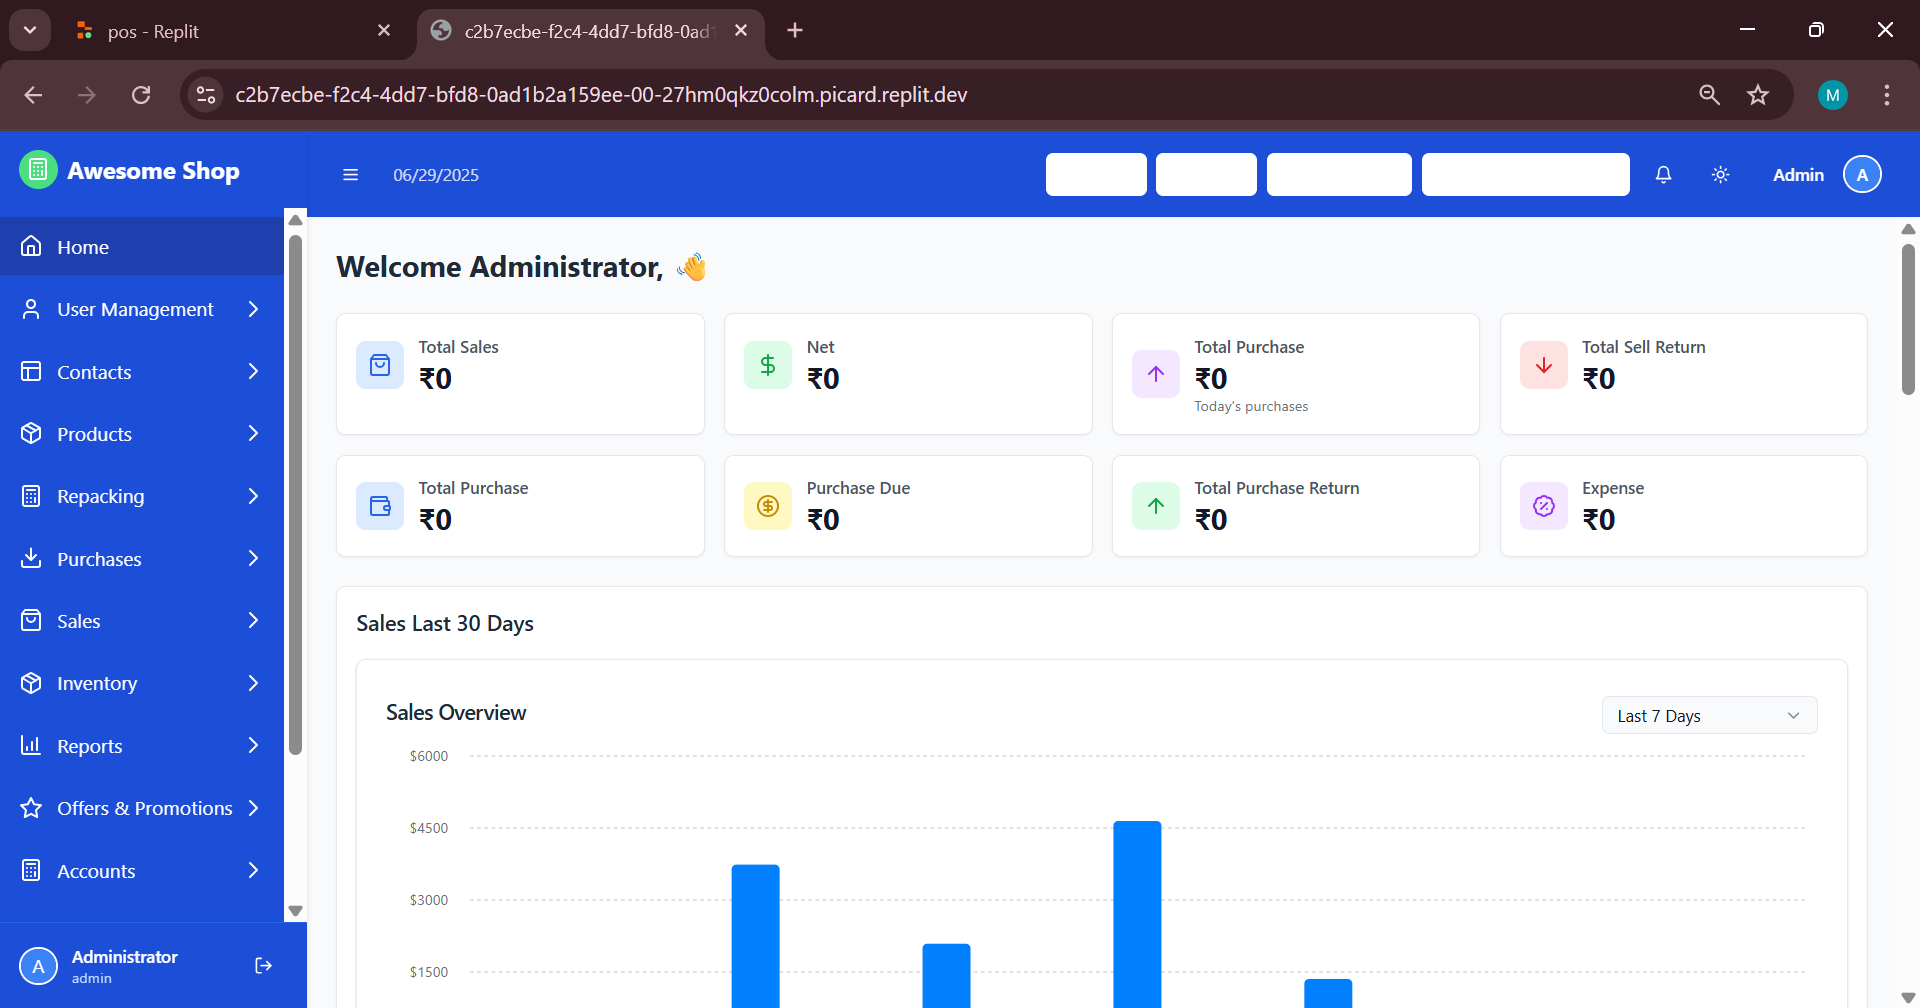 pos - Replit
c2b7ecbe-f2c4-4dd7-bfd8-0ad1
c2b7ecbe-f2c4-4dd7-bfd8-0ad1b2a159ee-00-27hm0qkz0colm.picard.replit.dev
M
Awesome Shop
06/29/2025
Admin
A
Home
User Management
Contacts
Products
Repacking
Purchases
Sales
Inventory
Reports
Offers & Promotions
Accounts
A
Administrator
admin
Welcome Administrator, 👋
Total Sales
₹0
Net
₹0
Total Purchase
₹0
Today's purchases
Total Sell Return
₹0
Total Purchase
₹0
Purchase Due
₹0
Total Purchase Return
₹0
Expense
₹0
Sales Last 30 Days
Sales Overview
Last 7 Days
$6000
$4500
$3000
$1500